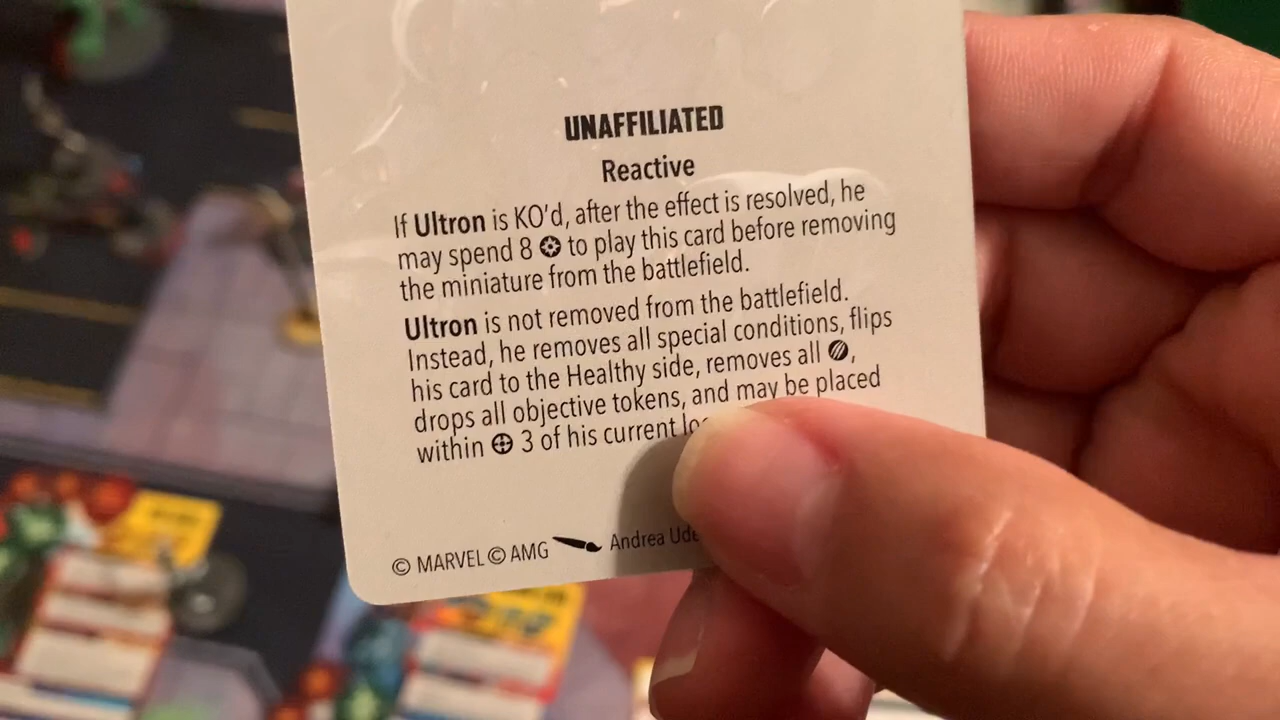 UNAFFILIATED
Reactive
If Ultron is KO'd, after the effect is resolved, he
may spend 8 to play this card before removing
the miniature from the battlefield.
Ultron is not removed from the battlefield.
Instead, he removes all special conditions, flips
his card to the Healthy side, removes all ,
drops all objective tokens, and may be placed
within 3 of his current
© MARVEL © AMG Andrea